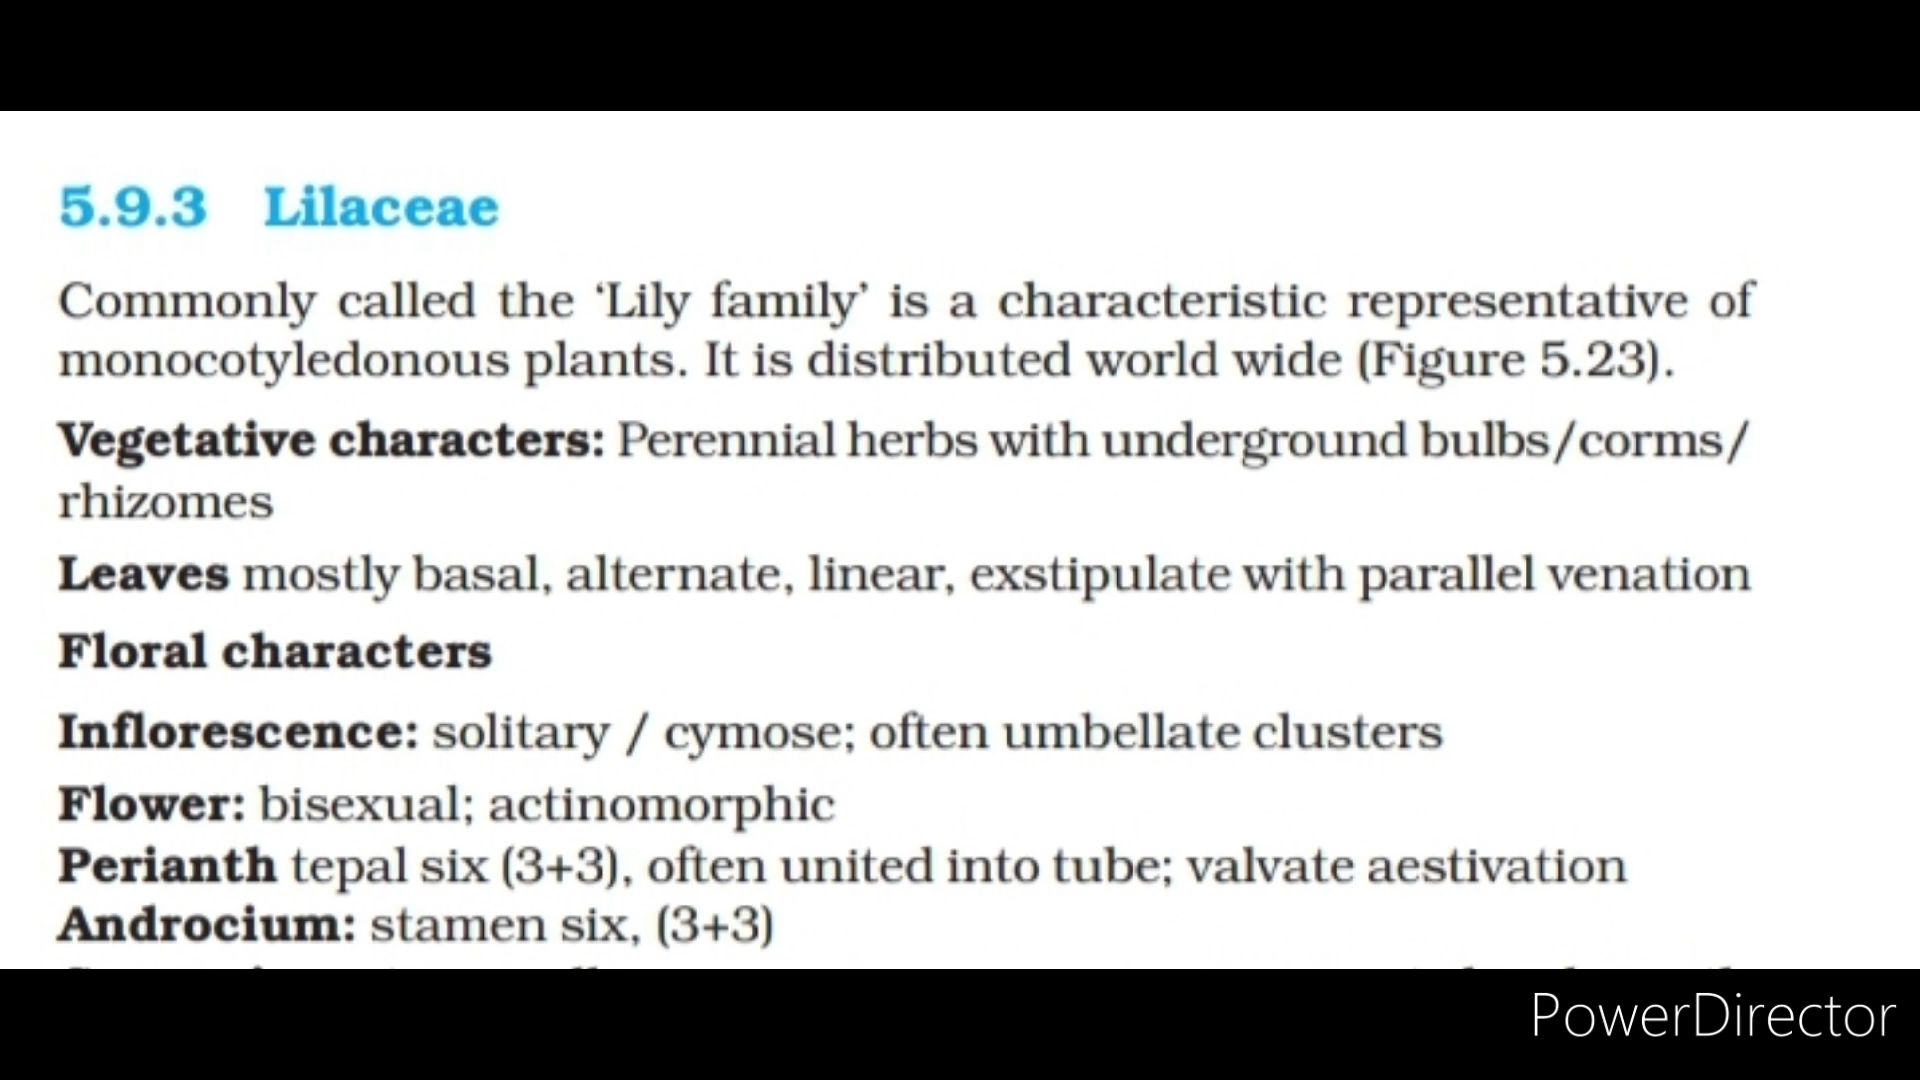 5.9.3 Lilaceae
Commonly called the ‘Lily family’ is a characteristic representative of
monocotyledonous plants. It is distributed world wide (Figure 5.23).
Vegetative characters: Perennial herbs with underground bulbs/corms/
rhizomes
Leaves mostly basal, alternate, linear, exstipulate with parallel venation
Floral characters
Inflorescence: solitary / cymose; often umbellate clusters
Flower: bisexual; actinomorphic
Perianth tepal six (3+3), often united into tube; valvate aestivation
Androcium: stamen six, (3+3)
PowerDirector